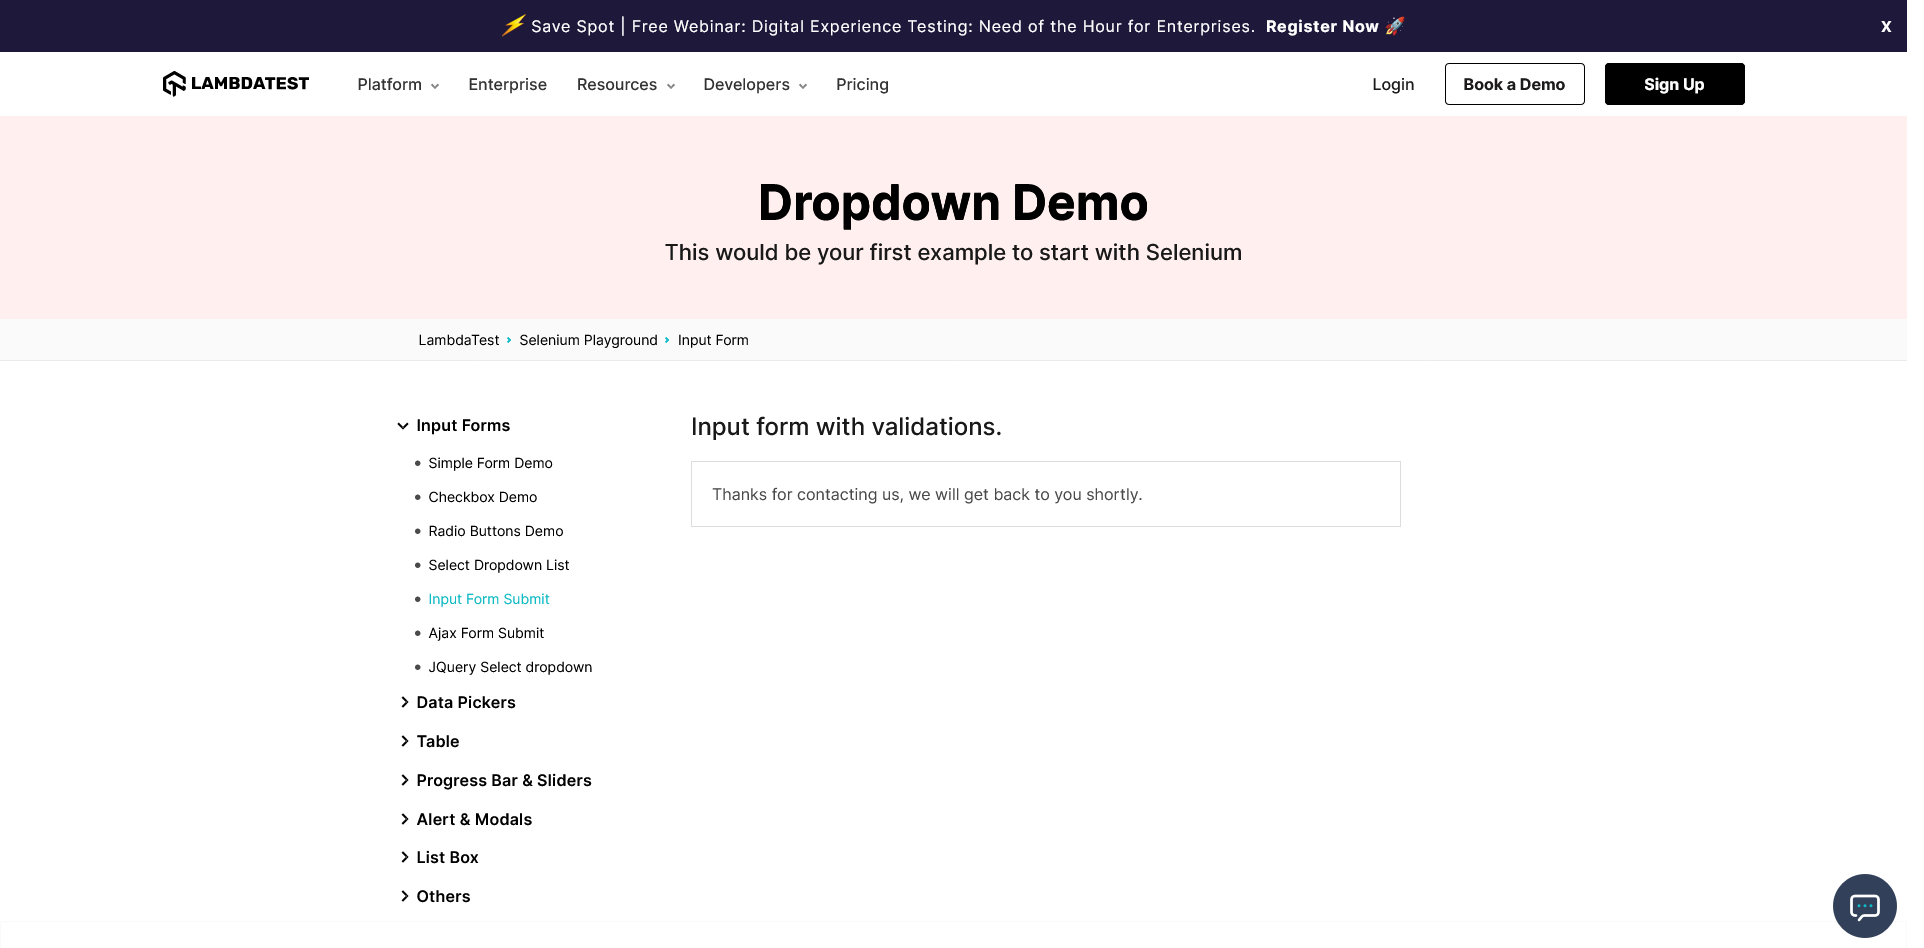 ⚡ Save Spot | Free Webinar: Digital Experience Testing: Need of the Hour for Enterprises. Register Now 🚀 X
LAMBDATEST Platform Enterprise Resources Developers Pricing Login Book a Demo Sign Up
Dropdown Demo
This would be your first example to start with Selenium
LambdaTest Selenium Playground Input Form
Input Forms
Simple Form Demo
Checkbox Demo
Radio Buttons Demo
Select Dropdown List
Input Form Submit
Ajax Form Submit
JQuery Select dropdown
Data Pickers
Table
Progress Bar & Sliders
Alert & Modals
List Box
Others
Input form with validations.
Thanks for contacting us, we will get back to you shortly.